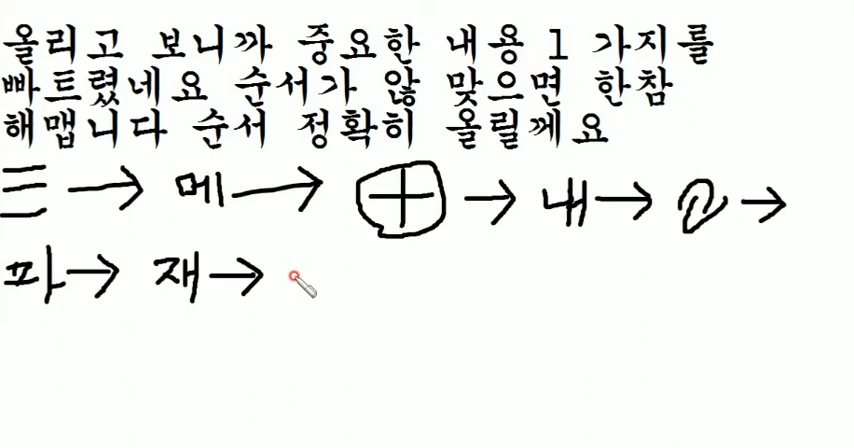 올리고 보니까 중요한 내용 1 가지를
빠트렸네요 순서가 않 맞으면 한참
해맵니다 순서 정확히 올릴께요
三 → 메 → ⊕ → 내 → → 
파 → 재 →